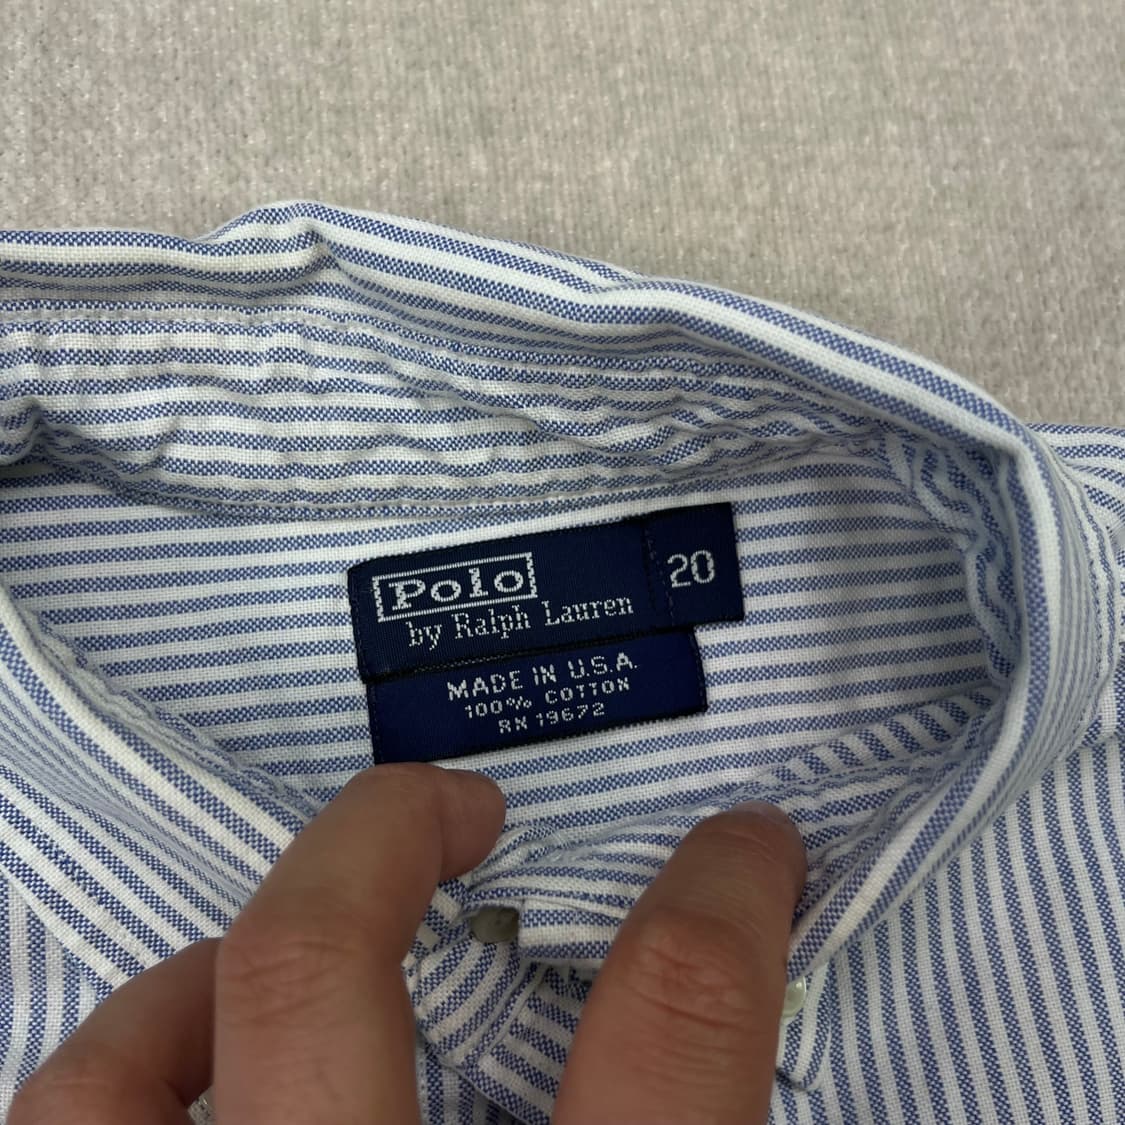 Polo 20
by Ralph Lauren
MADE IN U.S.A.
100% COTTON
RN 19672